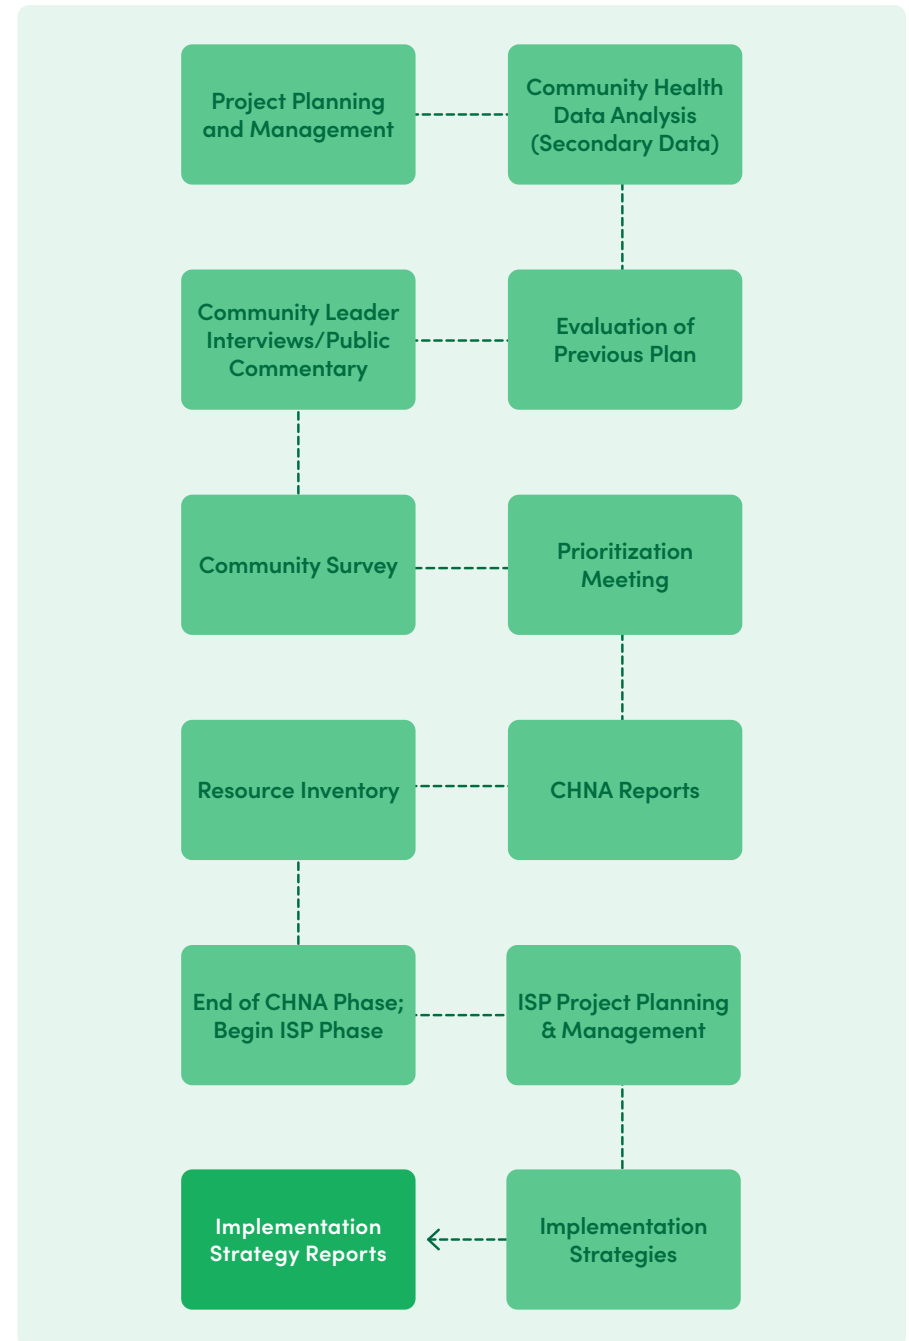 Project Planning
and Management
Community Health
Data Analysis
(Secondary Data)
Community Leader
Interviews/Public
Commentary
Evaluation of
Previous Plan
Community Survey
Prioritization
Meeting
Resource Inventory
CHNA Reports
End of CHNA Phase;
Begin ISP Phase
ISP Project Planning
& Management
Implementation
Strategy Reports
Implementation
Strategies